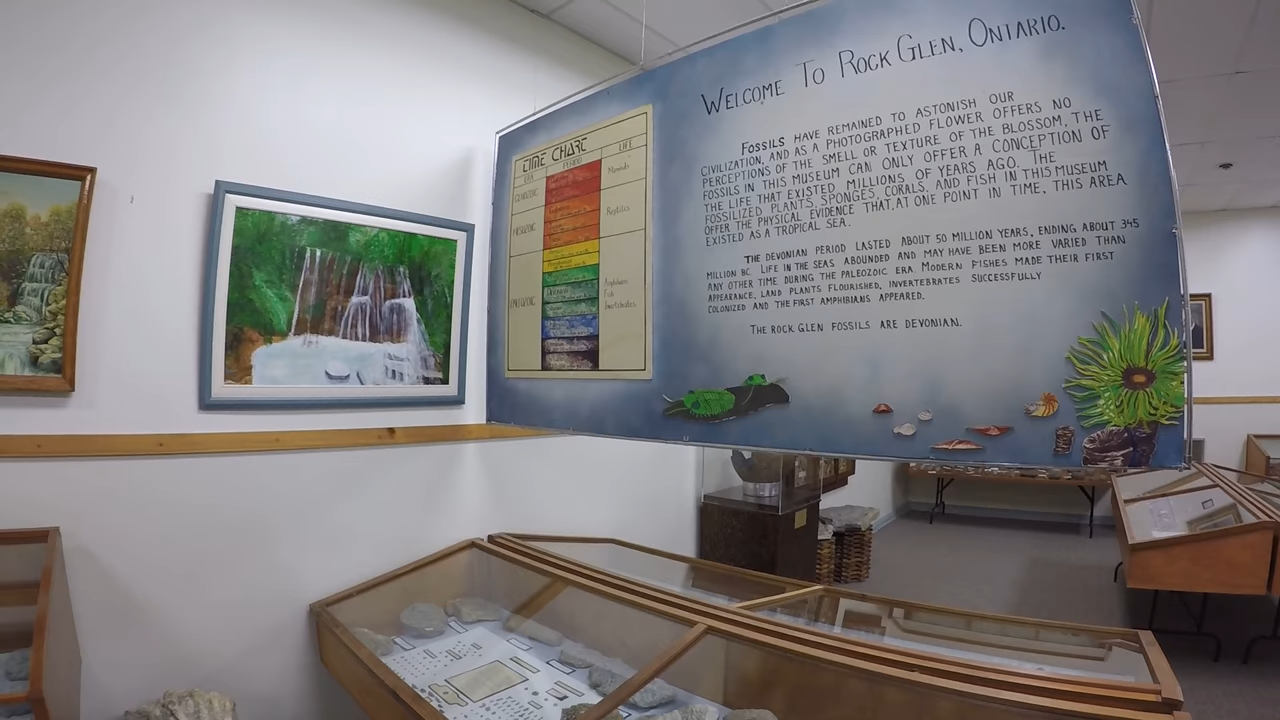 WELCOME TO ROCK GLEN, ONTARIO.
FOSSILS HAVE REMAINED TO ASTONISH OUR
CIVILIZATION, AND AS A PHOTOGRAPHED FLOWER OFFERS NO
PERCEPTIONS OF THE SMELL OR TEXTURE OF THE BLOSSOM, THE
FOSSILS IN THIS MUSEUM CAN ONLY OFFER A CONCEPTION OF
THE LIFE THAT EXISTED MILLIONS OF YEARS AGO. THE
FOSSILIZED PLANTS, SPONGES, CORALS, AND FISH IN THIS MUSEUM
OFFER THE PHYSICAL EVIDENCE THAT, AT ONE POINT IN TIME, THIS AREA
EXISTED AS A TROPICAL SEA.
THE DEVONIAN PERIOD LASTED ABOUT 50 MILLION YEARS, ENDING ABOUT 345
MILLION BC. LIFE IN THE SEAS ABOUNDED AND MAY HAVE BEEN MORE VARIED THAN
ANY OTHER TIME DURING THE PALEOZOIC ERA. MODERN FISHES MADE THEIR FIRST
APPEARANCE, LAND PLANTS FLOURISHED, INVERTEBRATES SUCCESSFULLY
COLONIZED AND THE FIRST AMPHIBIANS APPEARED.
THE ROCK GLEN FOSSILS ARE DEVONIAN.
TIME CHART
ERA PERIOD LIFE
CENOZOIC Mammals
MESOZOIC Reptiles
Devonian
Amphibians
Fish
Invertebrates